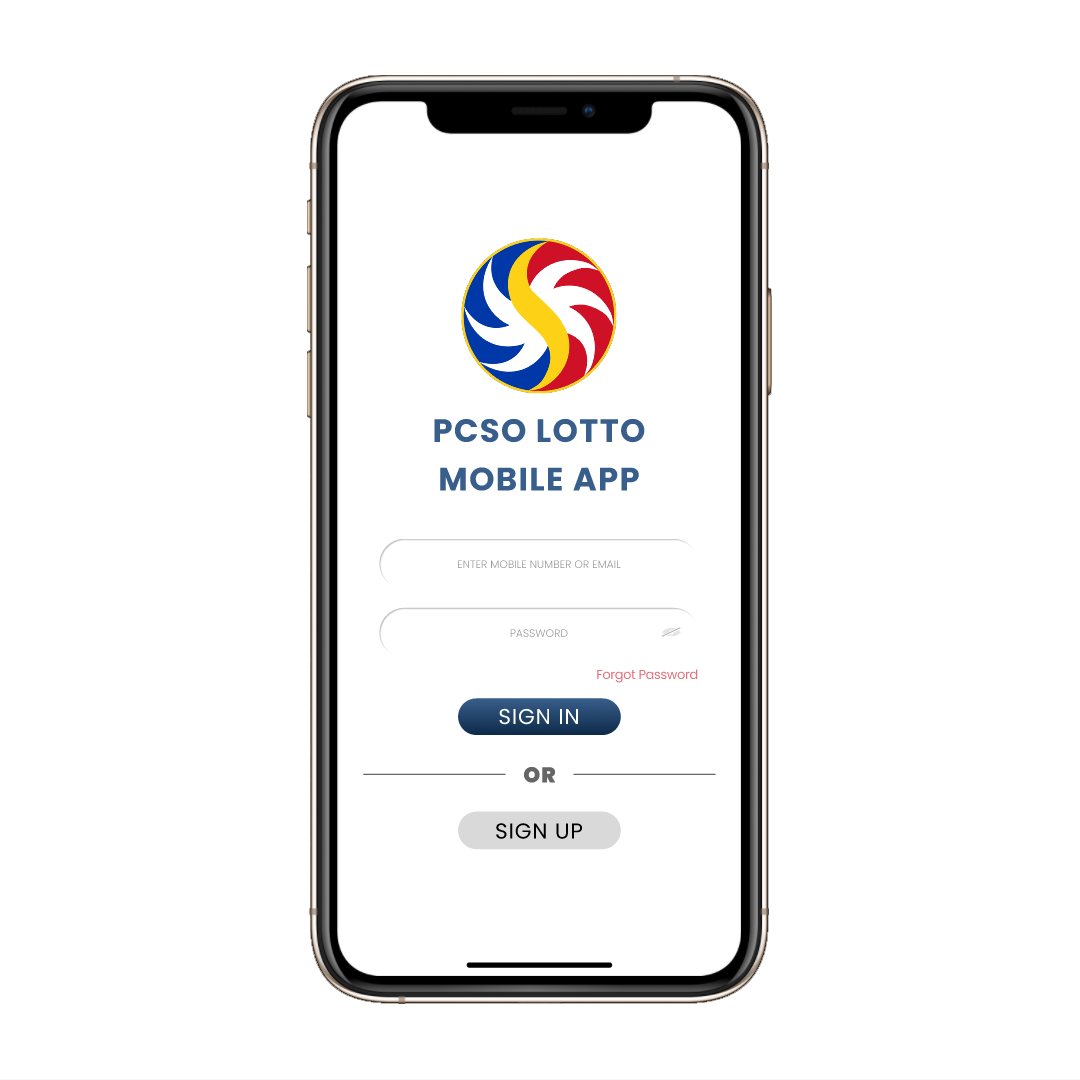 PCSO LOTTO
MOBILE APP
ENTER MOBILE NUMBER OR EMAIL
PASSWORD
Forgot Password
SIGN IN
OR
SIGN UP